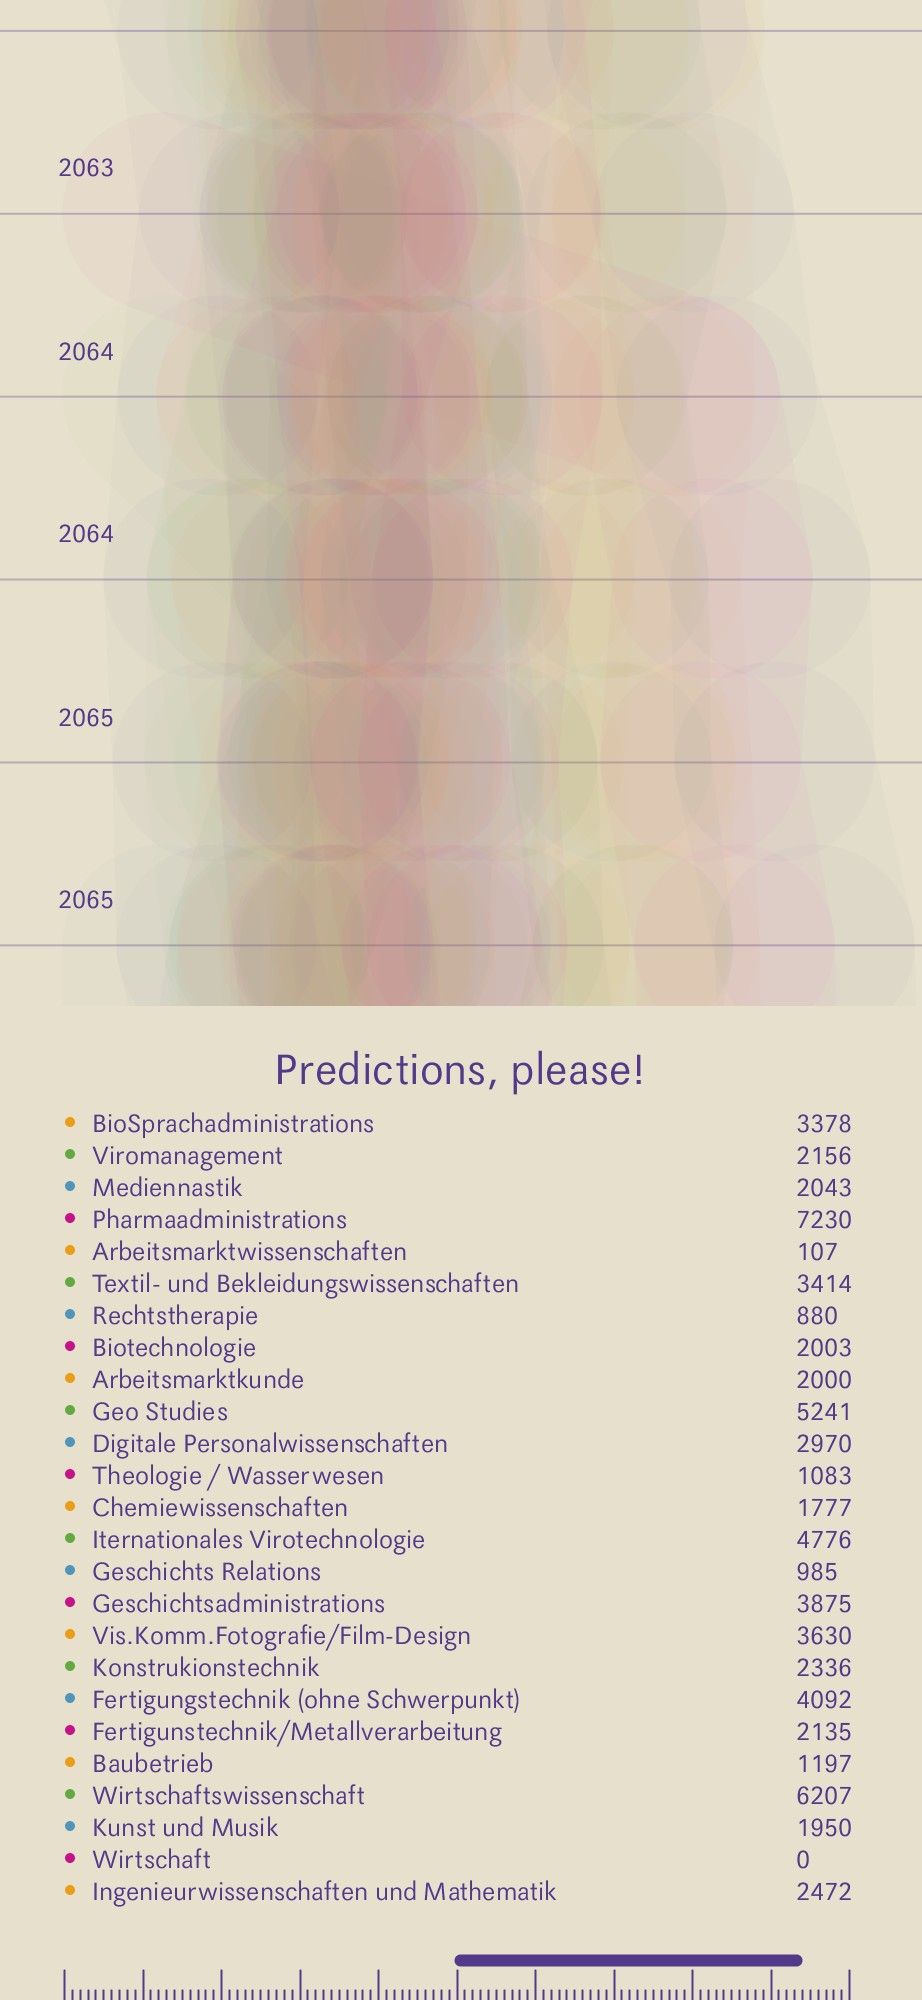 2063
2064
2064
2065
2065
Predictions, please!
BioSprachadministrations 3378
Viromanagement 2156
Mediennastik 2043
Pharmaadministrations 7230
Arbeitsmarktwissenschaften 107
Textil- und Bekleidungswissenschaften 3414
Rechtstherapie 880
Biotechnologie 2003
Arbeitsmarktkunde 2000
Geo Studies 5241
Digitale Personalwissenschaften 2970
Theologie / Wasserwesen 1083
Chemiewissenschaften 1777
Iternationales Virotechnologie 4776
Geschichts Relations 985
Geschichtsadministrations 3875
Vis.Komm.Fotografie/Film-Design 3630
Konstrukionstechnik 2336
Fertigungstechnik (ohne Schwerpunkt) 4092
Fertigunstechnik/Metallverarbeitung 2135
Baubetrieb 1197
Wirtschaftswissenschaft 6207
Kunst und Musik 1950
Wirtschaft 0
Ingenieurwissenschaften und Mathematik 2472